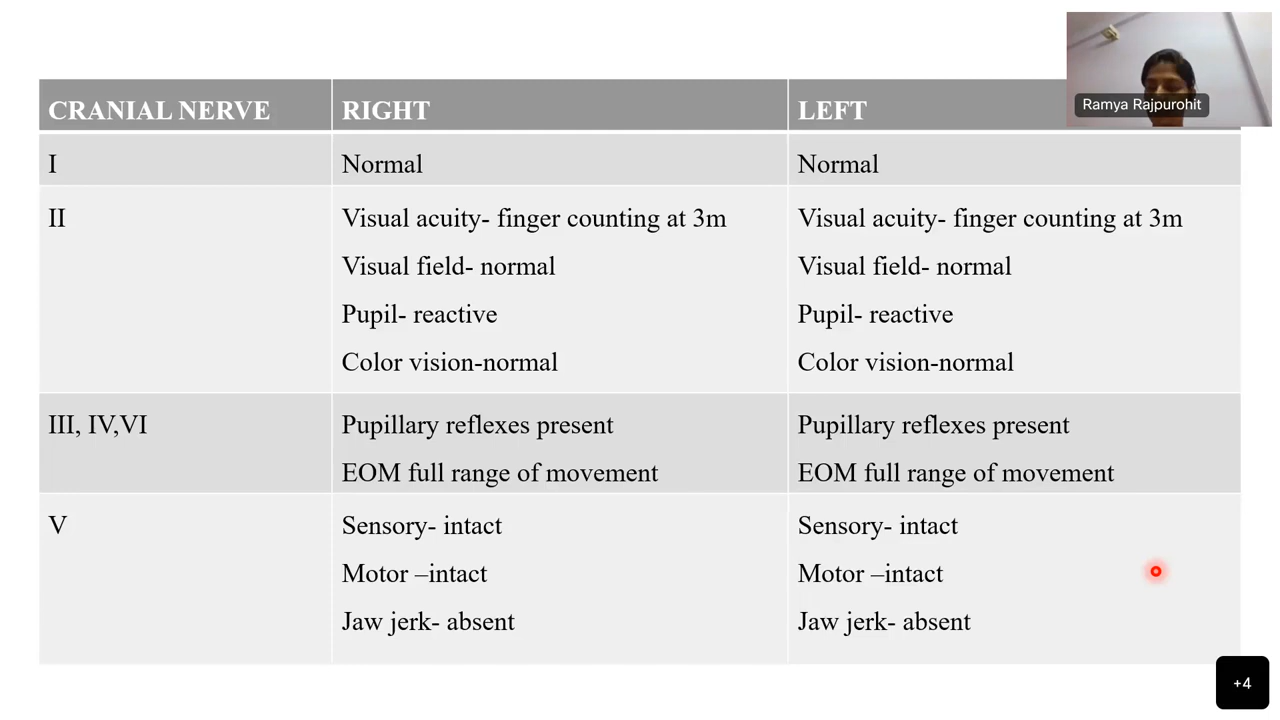 CRANIAL NERVE RIGHT LEFT
Ramya Rajpurohit
I Normal Normal
II Visual acuity- finger counting at 3m Visual acuity- finger counting at 3m
Visual field- normal Visual field- normal
Pupil- reactive Pupil- reactive
Color vision-normal Color vision-normal
III, IV,VI Pupillary reflexes present Pupillary reflexes present
EOM full range of movement EOM full range of movement
V Sensory- intact Sensory- intact
Motor –intact Motor –intact
Jaw jerk- absent Jaw jerk- absent
+4